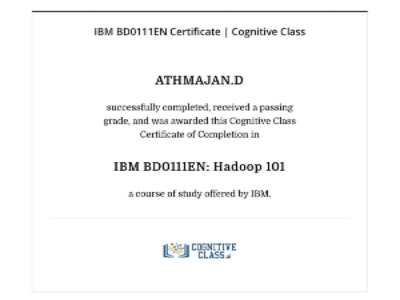 IBM BD0111EN Certificate | Cognitive Class
ATHMAJAN.D
successfully completed, received a passing
grade, and was awarded this Cognitive Class
Certificate of Completion in
IBM BD0111EN: Hadoop 101
a course of study offered by IBM.
COGNITIVE
CLASS.ai